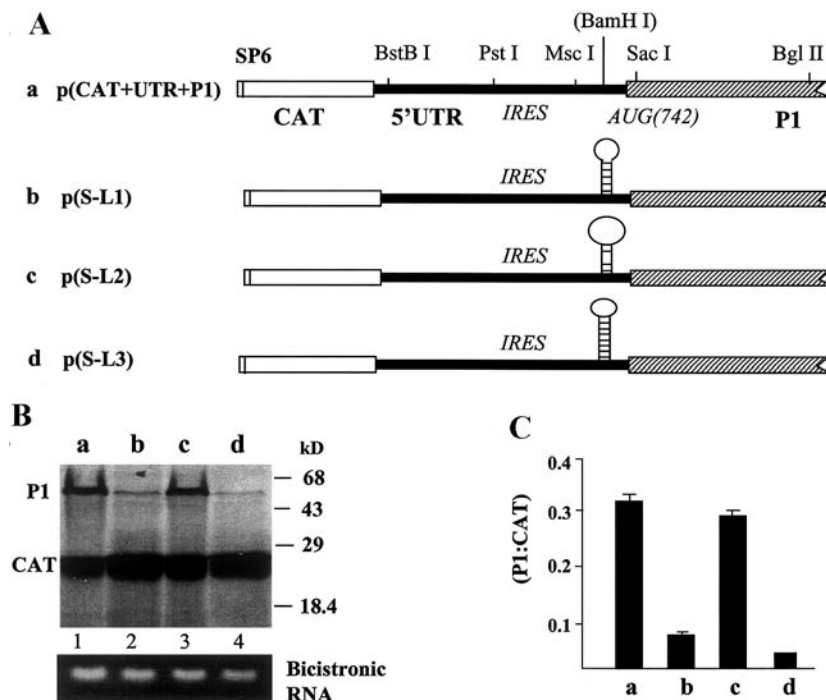 A
(BamH I)
SP6 BstB I Pst I Msc I Sac I Bgl II
a p(CAT+UTR+P1)
CAT 5'UTR IRES AUG(742) P1
IRES
b p(S-L1)
IRES
c p(S-L2)
IRES
d p(S-L3)
B
a b c d kD
P1
68
43
29
CAT
18.4
1 2 3 4
Bicistronic
RNA
C
(P1:CAT)
0.4
0.3
0.2
0.1
a b c d